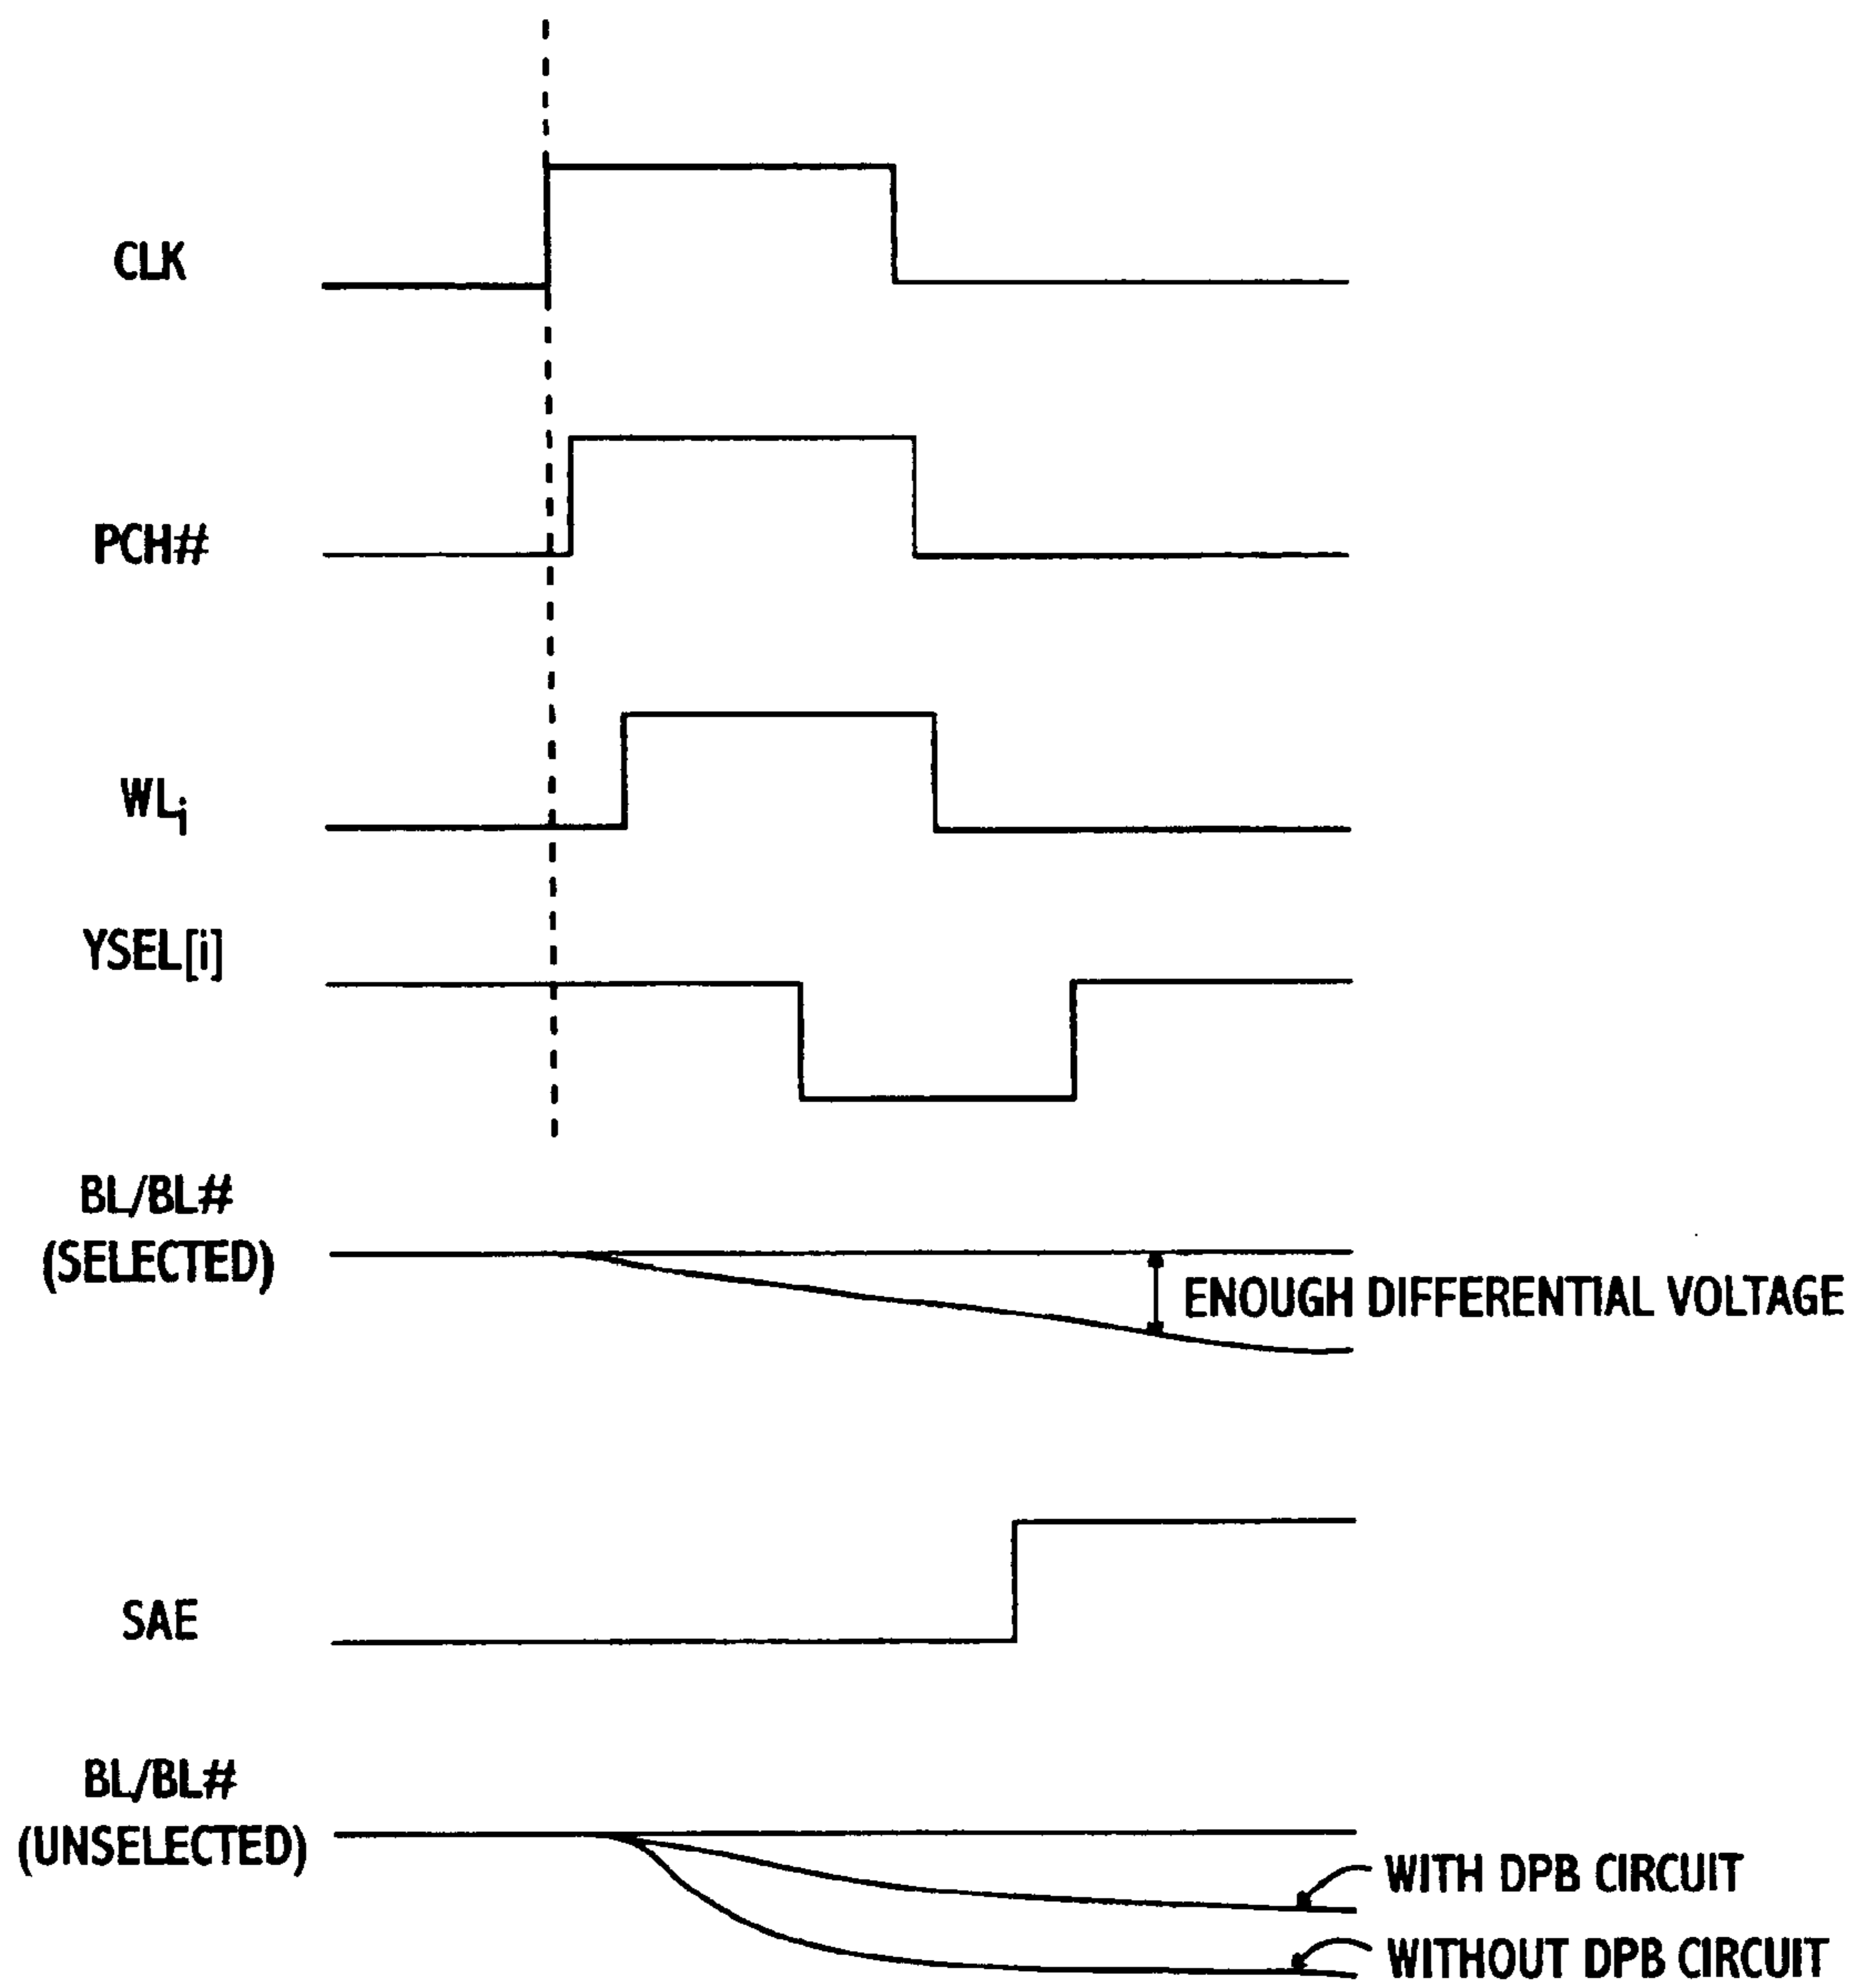 CLK
PCH#
WLi
YSEL[i]
BL/BL#
(SELECTED)
ENOUGH DIFFERENTIAL VOLTAGE
SAE
BL/BL#
(UNSELECTED)
WITH DPB CIRCUIT
WITHOUT DPB CIRCUIT